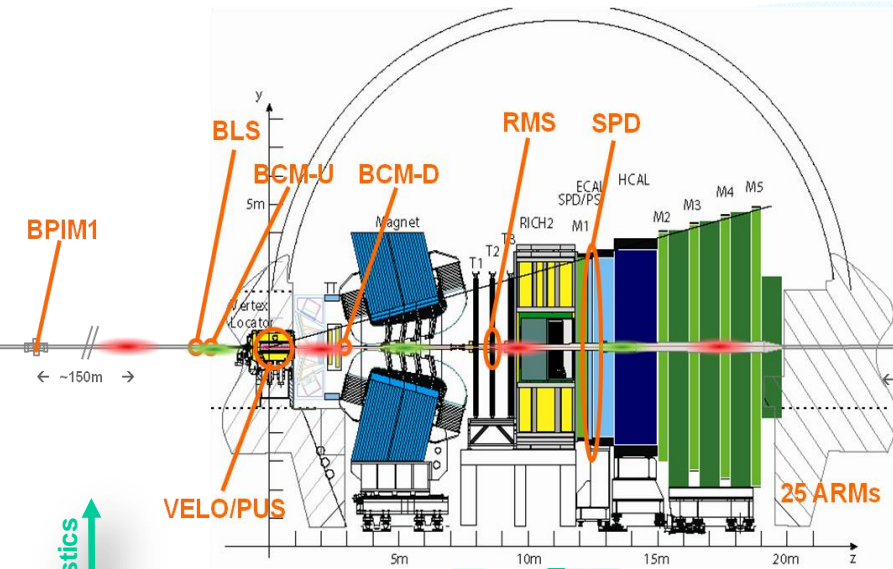 y
BLS
RMS
SPD
BCM-U
BCM-D
HCAL
ECAL
SPD/PS
M5
M4
M3
M2
M1
5m
Magnet
RICH2
BPIM1
T3
T2
T1
TT
Vertex
Locator
~150m
VELO/PUS
25 ARMs
stics
5m
10m
15m
20m
z